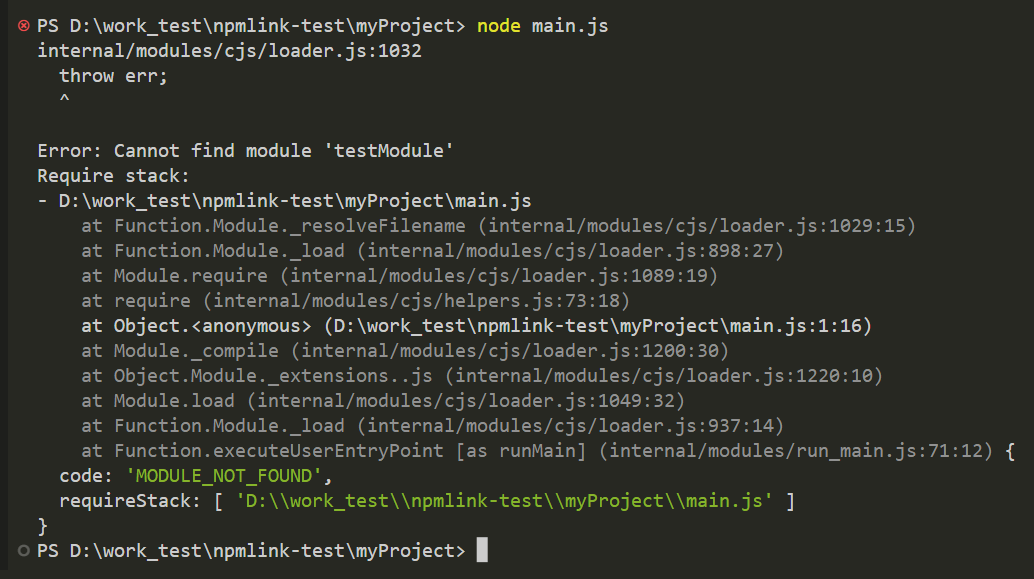 PS D:\work_test\npmlink-test\myProject> node main.js
internal/modules/cjs/loader.js:1032
  throw err;
  ^

Error: Cannot find module 'testModule'
Require stack:
- D:\work_test\npmlink-test\myProject\main.js
    at Function.Module._resolveFilename (internal/modules/cjs/loader.js:1029:15)
    at Function.Module._load (internal/modules/cjs/loader.js:898:27)
    at Module.require (internal/modules/cjs/loader.js:1089:19)
    at require (internal/modules/cjs/helpers.js:73:18)
    at Object.<anonymous> (D:\work_test\npmlink-test\myProject\main.js:1:16)
    at Module._compile (internal/modules/cjs/loader.js:1200:30)
    at Object.Module._extensions..js (internal/modules/cjs/loader.js:1220:10)
    at Module.load (internal/modules/cjs/loader.js:1049:32)
    at Function.Module._load (internal/modules/cjs/loader.js:937:14)
    at Function.executeUserEntryPoint [as runMain] (internal/modules/run_main.js:71:12) {
  code: 'MODULE_NOT_FOUND',
  requireStack: [ 'D:\\work_test\\npmlink-test\\myProject\\main.js' ]
}
PS D:\work_test\npmlink-test\myProject>